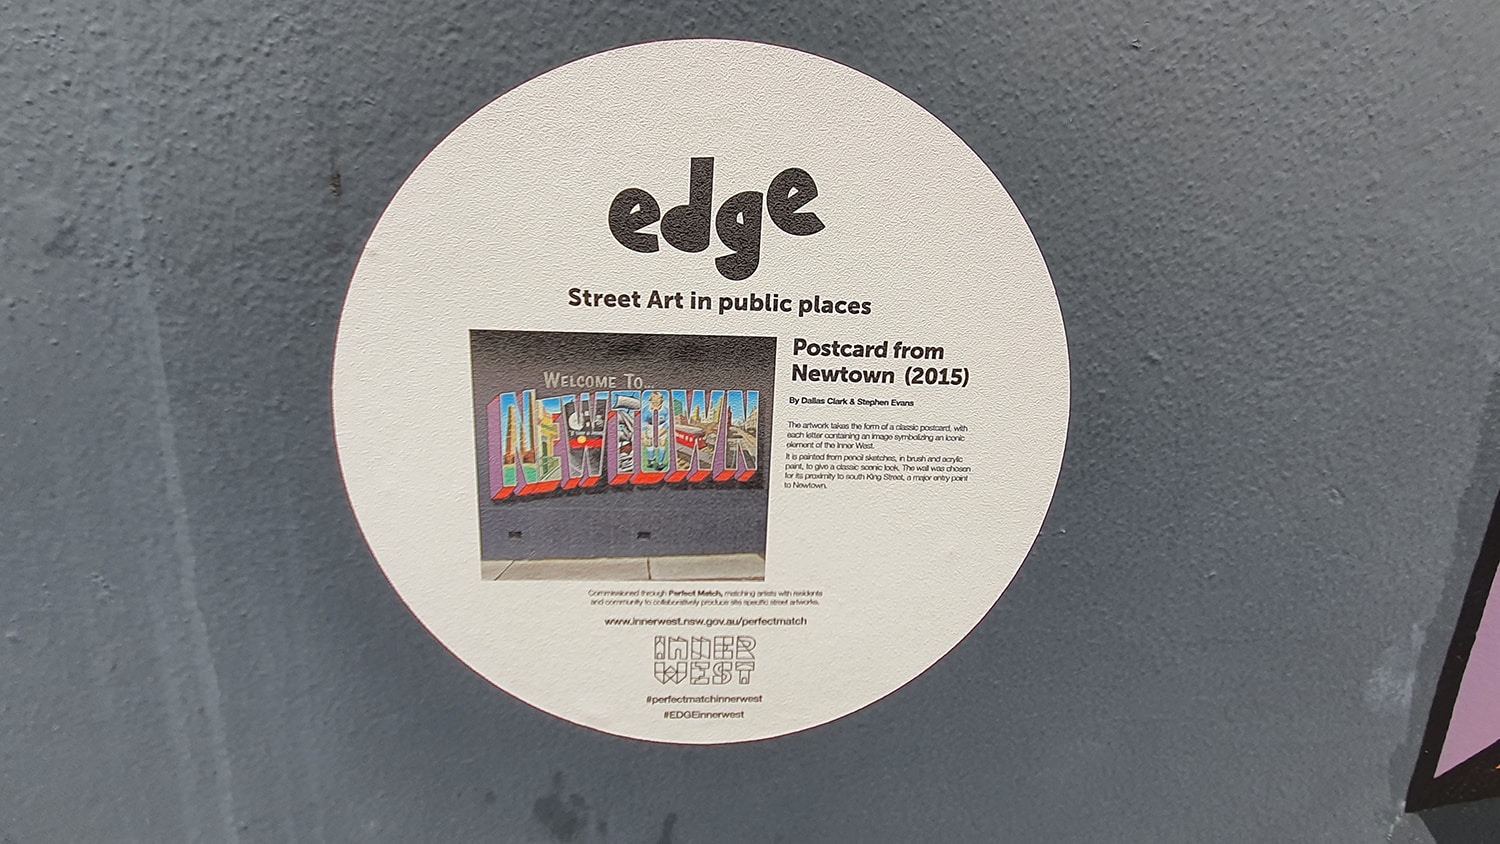 edge
Street Art in public places
WELCOME TO...
NEWTOWN
Postcard from
Newtown (2015)
By Dallas Clark & Stephen Evans
The artwork takes the form of a classic postcard, with
each letter containing an image symbolizing an iconic
element of the Inner West.
It is painted from pencil sketches, in brush and acrylic
paint, to give a classic scenic look. The wall was chosen
for its proximity to south King Street, a major entry point
to Newtown.
Commissioned through Perfect Match, matching artists with residents
and community to collaboratively produce site specific street artworks.
www.innerwest.nsw.gov.au/perfectmatch
INNER
WEST
#perfectmatchinnerwest
#EDGEinnerwest